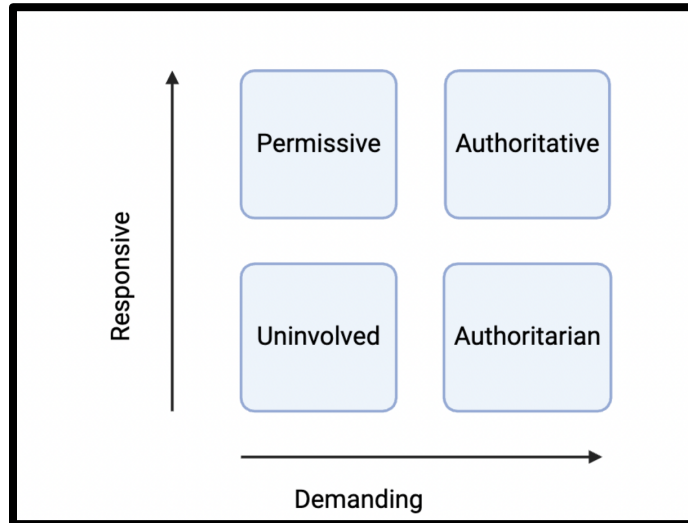 Permissive
Authoritative
Responsive
Uninvolved
Authoritarian
Demanding